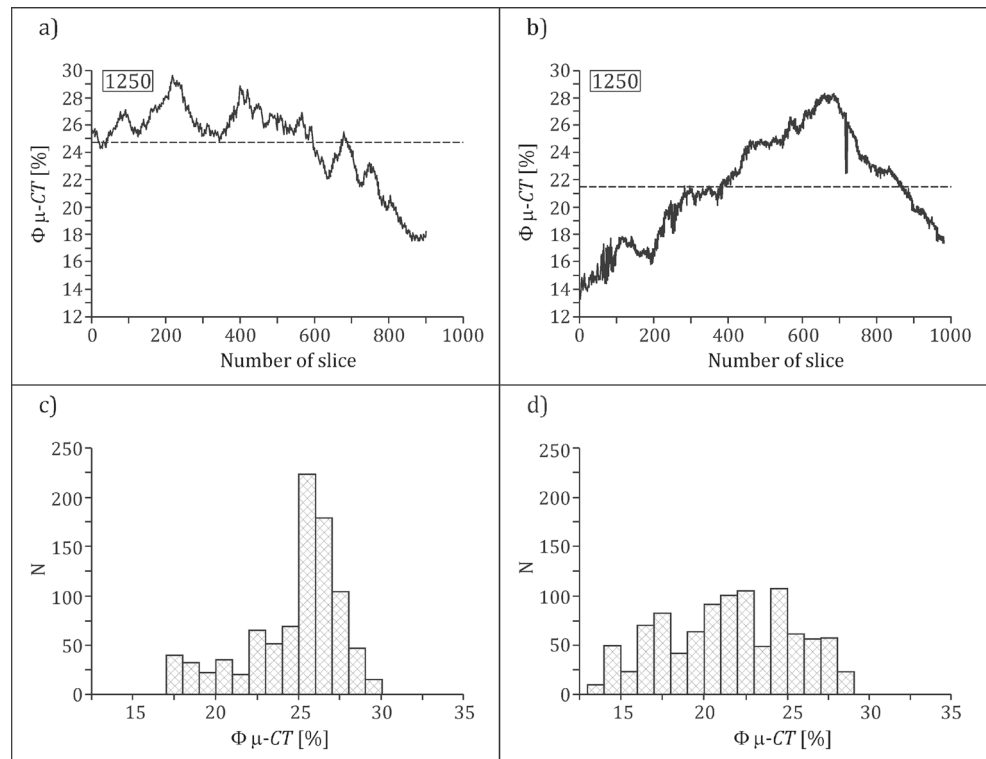 a)
1250
30
28
26
24
22
20
18
16
14
12
Φ μ-CT [%]
0 200 400 600 800 1000
Number of slice
b)
1250
30
28
26
24
22
20
18
16
14
12
Φ μ-CT [%]
0 200 400 600 800 1000
Number of slice
c)
250
200
150
100
50
0
N
15 20 25 30 35
Φ μ-CT [%]
d)
250
200
150
100
50
0
N
15 20 25 30 35
Φ μ-CT [%]